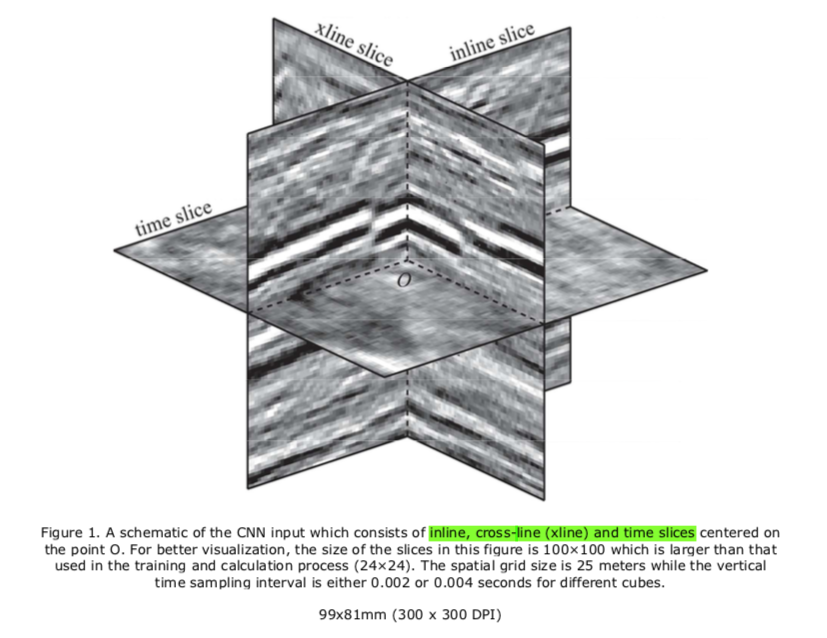 xline slice
inline slice
time slice
O
Figure 1. A schematic of the CNN input which consists of inline, cross-line (xline) and time slices centered on
the point O. For better visualization, the size of the slices in this figure is 100×100 which is larger than that
used in the training and calculation process (24×24). The spatial grid size is 25 meters while the vertical
time sampling interval is either 0.002 or 0.004 seconds for different cubes.
99x81mm (300 x 300 DPI)